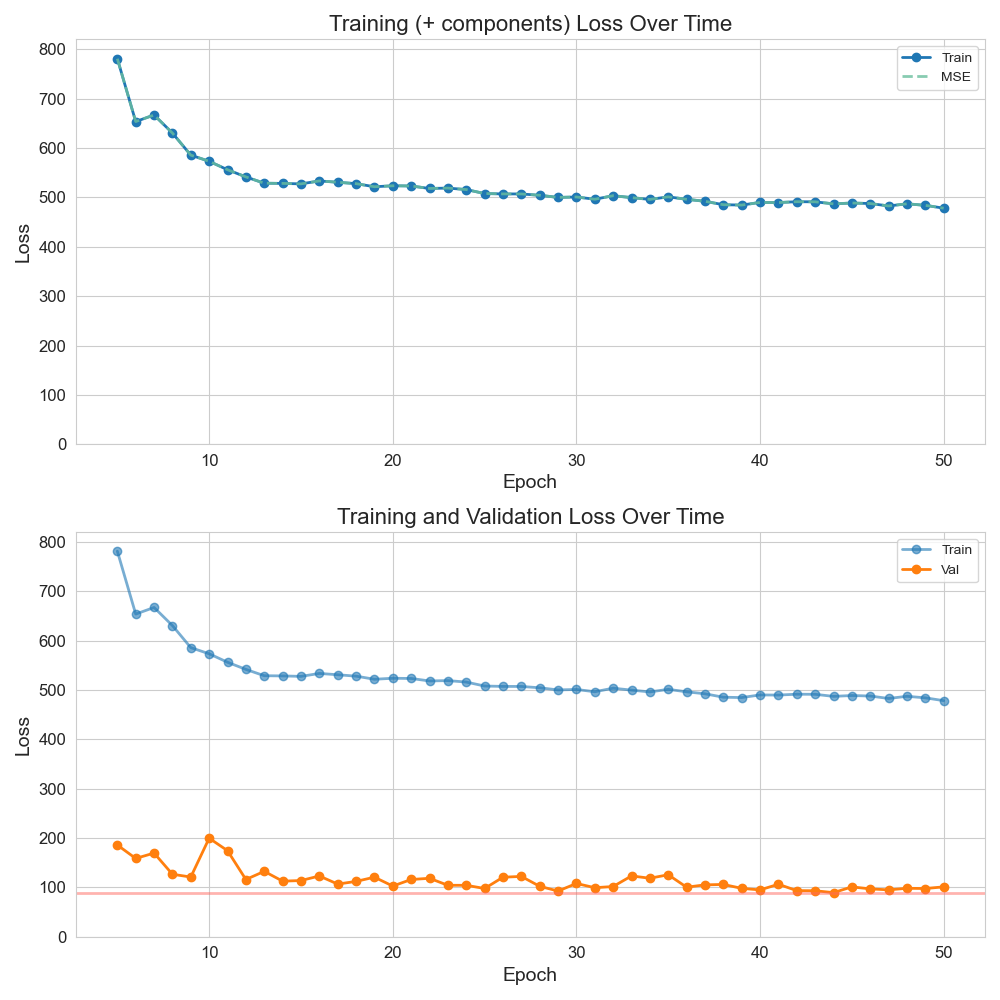 Training (+ components) Loss Over Time
800
700
600
500
400
300
200
100
0
Loss
Train
MSE
10
20
30
40
50
Epoch
Training and Validation Loss Over Time
800
700
600
500
400
300
200
100
0
Loss
Train
Val
10
20
30
40
50
Epoch